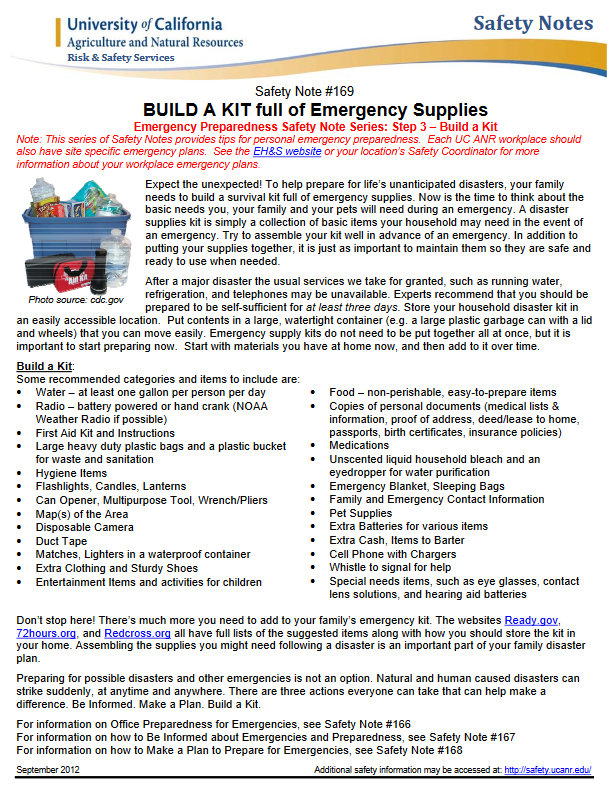 University of California
Agriculture and Natural Resources
Risk & Safety Services
Safety Notes
Safety Note #169
BUILD A KIT full of Emergency Supplies
Emergency Preparedness Safety Note Series: Step 3 – Build a Kit
Note: This series of Safety Notes provides tips for personal emergency preparedness. Each UC ANR workplace should
also have site specific emergency plans. See the EH&S website or your location's Safety Coordinator for more
information about your workplace emergency plans.
Expect the unexpected! To help prepare for life's unanticipated disasters, your family
needs to build a survival kit full of emergency supplies. Now is the time to think about the
basic needs you, your family and your pets will need during an emergency. A disaster
supplies kit is simply a collection of basic items your household may need in the event of
an emergency. Try to assemble your kit well in advance of an emergency. In addition to
putting your supplies together, it is just as important to maintain them so they are safe and
ready to use when needed.
Photo source: cdc.gov
After a major disaster the usual services we take for granted, such as running water,
refrigeration, and telephones may be unavailable. Experts recommend that you should be
prepared to be self-sufficient for at least three days. Store your household disaster kit in
an easily accessible location. Put contents in a large, watertight container (e.g. a large plastic garbage can with a lid
and wheels) that you can move easily. Emergency supply kits do not need to be put together all at once, but it is
important to start preparing now. Start with materials you have at home now, and then add to it over time.
Build a Kit:
Some recommended categories and items to include are:
• Water – at least one gallon per person per day
• Radio – battery powered or hand crank (NOAA
Weather Radio if possible)
• First Aid Kit and Instructions
• Large heavy duty plastic bags and a plastic bucket
for waste and sanitation
• Hygiene Items
• Flashlights, Candles, Lanterns
• Can Opener, Multipurpose Tool, Wrench/Pliers
• Map(s) of the Area
• Disposable Camera
• Duct Tape
• Matches, Lighters in a waterproof container
• Extra Clothing and Sturdy Shoes
• Entertainment Items and activities for children
• Food – non-perishable, easy-to-prepare items
• Copies of personal documents (medical lists &
information, proof of address, deed/lease to home,
passports, birth certificates, insurance policies)
• Medications
• Unscented liquid household bleach and an
eyedropper for water purification
• Emergency Blanket, Sleeping Bags
• Family and Emergency Contact Information
• Pet Supplies
• Extra Batteries for various items
• Extra Cash, Items to Barter
• Cell Phone with Chargers
• Whistle to signal for help
• Special needs items, such as eye glasses, contact
lens solutions, and hearing aid batteries
Don't stop here! There's much more you need to add to your family's emergency kit. The websites Ready.gov,
72hours.org, and Redcross.org all have full lists of the suggested items along with how you should store the kit in
your home. Assembling the supplies you might need following a disaster is an important part of your family disaster
plan.
Preparing for possible disasters and other emergencies is not an option. Natural and human caused disasters can
strike suddenly, at anytime and anywhere. There are three actions everyone can take that can help make a
difference. Be Informed. Make a Plan. Build a Kit.
For information on Office Preparedness for Emergencies, see Safety Note #166
For information on how to Be Informed about Emergencies and Preparedness, see Safety Note #167
For information on how to Make a Plan to Prepare for Emergencies, see Safety Note #168
September 2012
Additional safety information may be accessed at: http://safety.ucanr.edu/